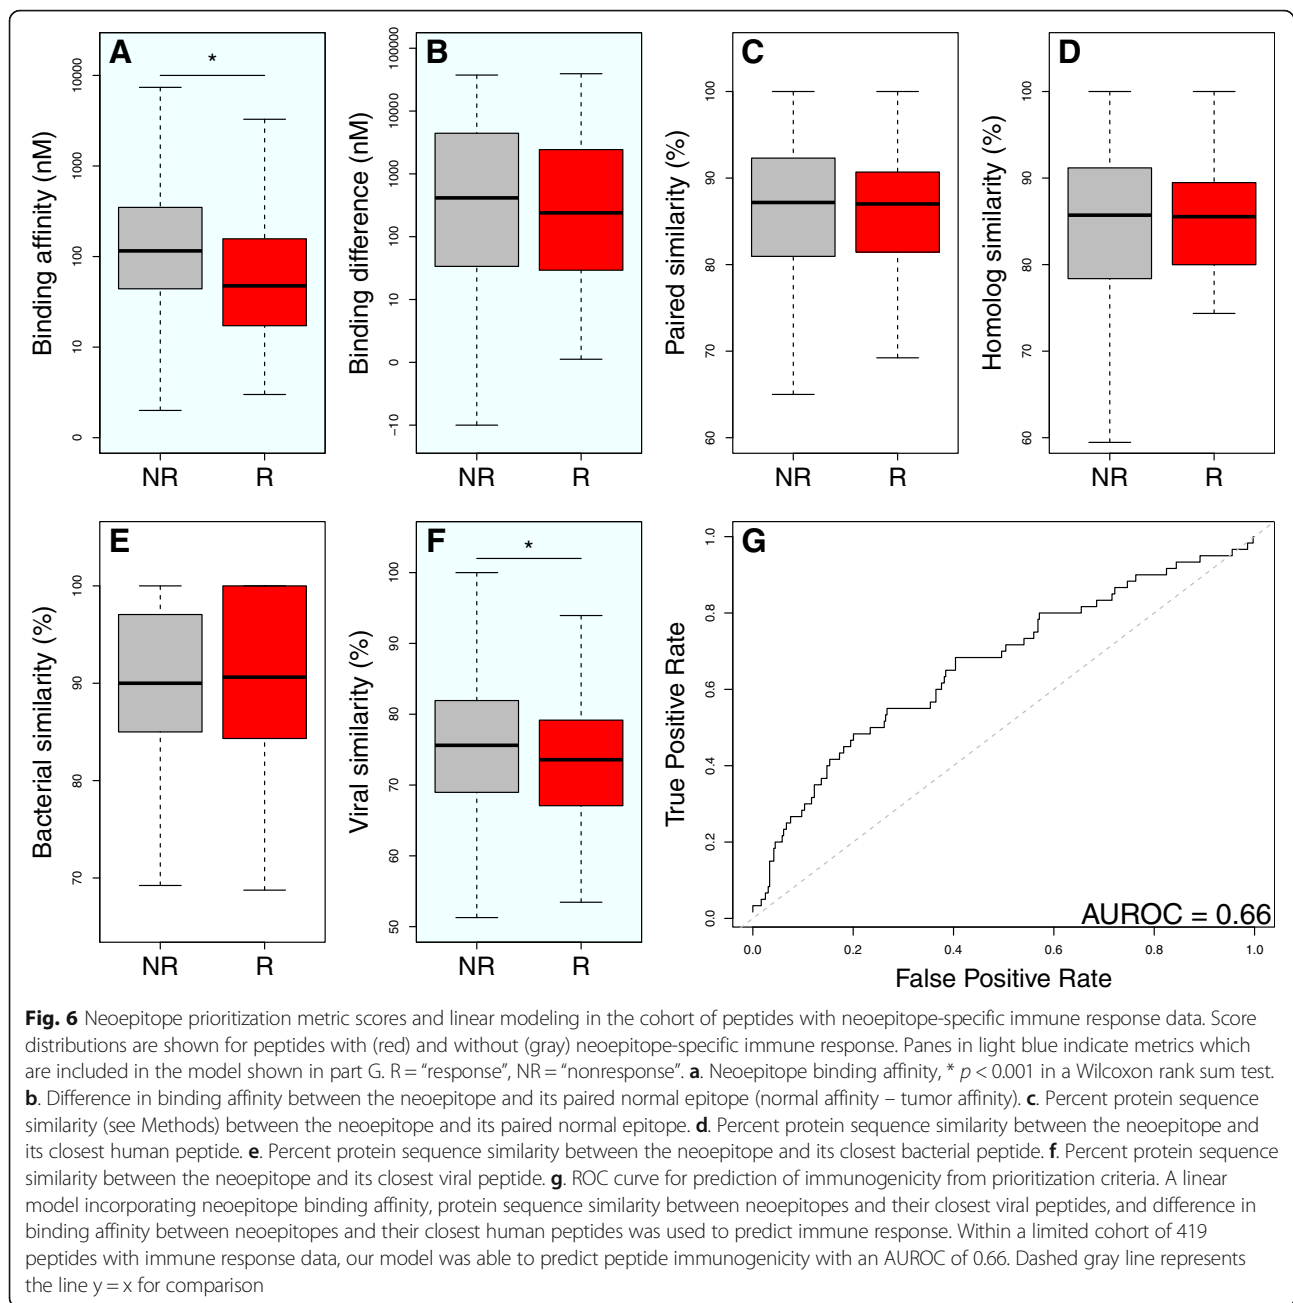 A
*
Binding affinity (nM)
0
10
100
1000
10000
NR
R
B
Binding difference (nM)
−10
0
10
100
1000
10000
100000
NR
R
C
Paired similarity (%)
60
70
80
90
100
NR
R
D
Homolog similarity (%)
60
70
80
90
100
NR
R
E
Bacterial similarity (%)
70
80
90
100
NR
R
F
*
Viral similarity (%)
50
60
70
80
90
100
NR
R
G
True Positive Rate
0.0
0.2
0.4
0.6
0.8
1.0
AUROC = 0.66
0.0
0.2
0.4
0.6
0.8
1.0
False Positive Rate
Fig. 6 Neoepitope prioritization metric scores and linear modeling in the cohort of peptides with neoepitope-specific immune response data. Score
distributions are shown for peptides with (red) and without (gray) neoepitope-specific immune response. Panes in light blue indicate metrics which
are included in the model shown in part G. R = “response”, NR = “nonresponse”. a. Neoepitope binding affinity, * p < 0.001 in a Wilcoxon rank sum test.
b. Difference in binding affinity between the neoepitope and its paired normal epitope (normal affinity – tumor affinity). c. Percent protein sequence
similarity (see Methods) between the neoepitope and its paired normal epitope. d. Percent protein sequence similarity between the neoepitope and
its closest human peptide. e. Percent protein sequence similarity between the neoepitope and its closest bacterial peptide. f. Percent protein sequence
similarity between the neoepitope and its closest viral peptide. g. ROC curve for prediction of immunogenicity from prioritization criteria. A linear
model incorporating neoepitope binding affinity, protein sequence similarity between neoepitopes and their closest viral peptides, and difference in
binding affinity between neoepitopes and their closest human peptides was used to predict immune response. Within a limited cohort of 419
peptides with immune response data, our model was able to predict peptide immunogenicity with an AUROC of 0.66. Dashed gray line represents
the line y = x for comparison